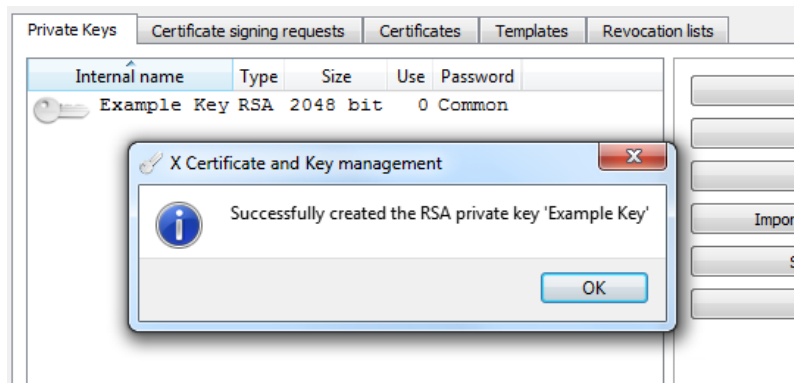 Private Keys Certificate signing requests Certificates Templates Revocation lists
Internal name Type Size Use Password
Example Key RSA 2048 bit 0 Common
X Certificate and Key management
Successfully created the RSA private key 'Example Key'
OK